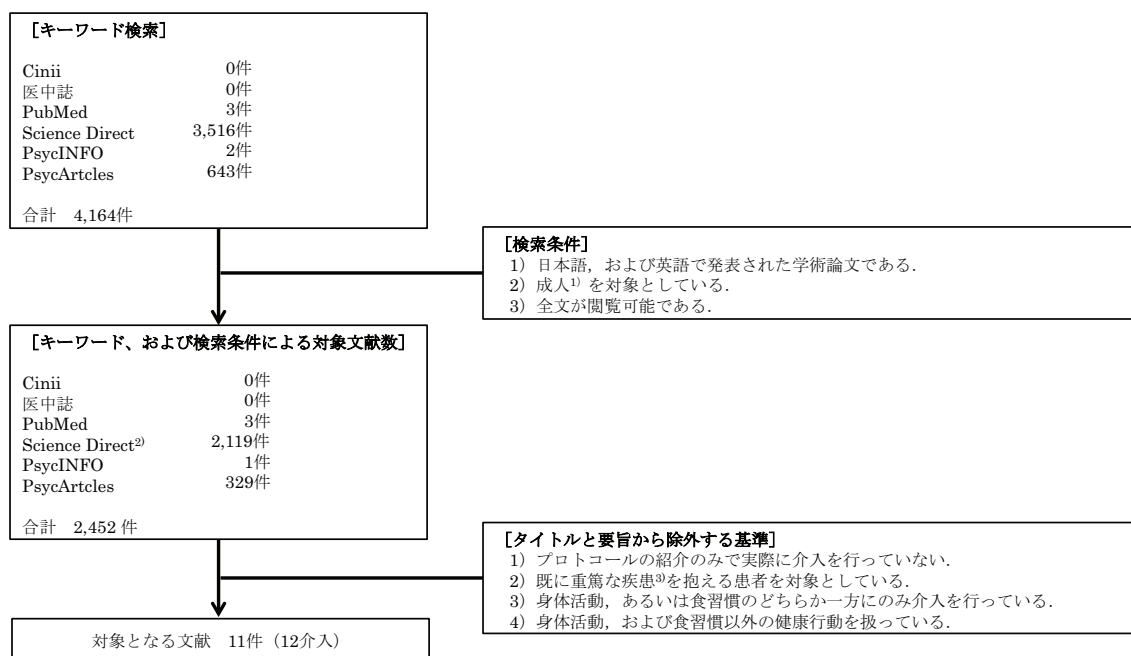 ［キーワード検索］
Cinii 0件
医中誌 0件
PubMed 3件
Science Direct 3,516件
PsycINFO 2件
PsycArtcles 643件
合計 4,164件
［検索条件］
1）日本語，および英語で発表された学術論文である．
2）成人1) を対象としている．
3）全文が閲覧可能である．
［キーワード、および検索条件による対象文献数］
Cinii 0件
医中誌 0件
PubMed 3件
Science Direct2) 2,119件
PsycINFO 1件
PsycArtcles 329件
合計 2,452 件
［タイトルと要旨から除外する基準］
1）プロトコールの紹介のみで実際に介入を行っていない．
2）既に重篤な疾患3)を抱える患者を対象としている．
3）身体活動，あるいは食習慣のどちらか一方にのみ介入を行っている．
4）身体活動，および食習慣以外の健康行動を扱っている．
対象となる文献 11件（12介入）